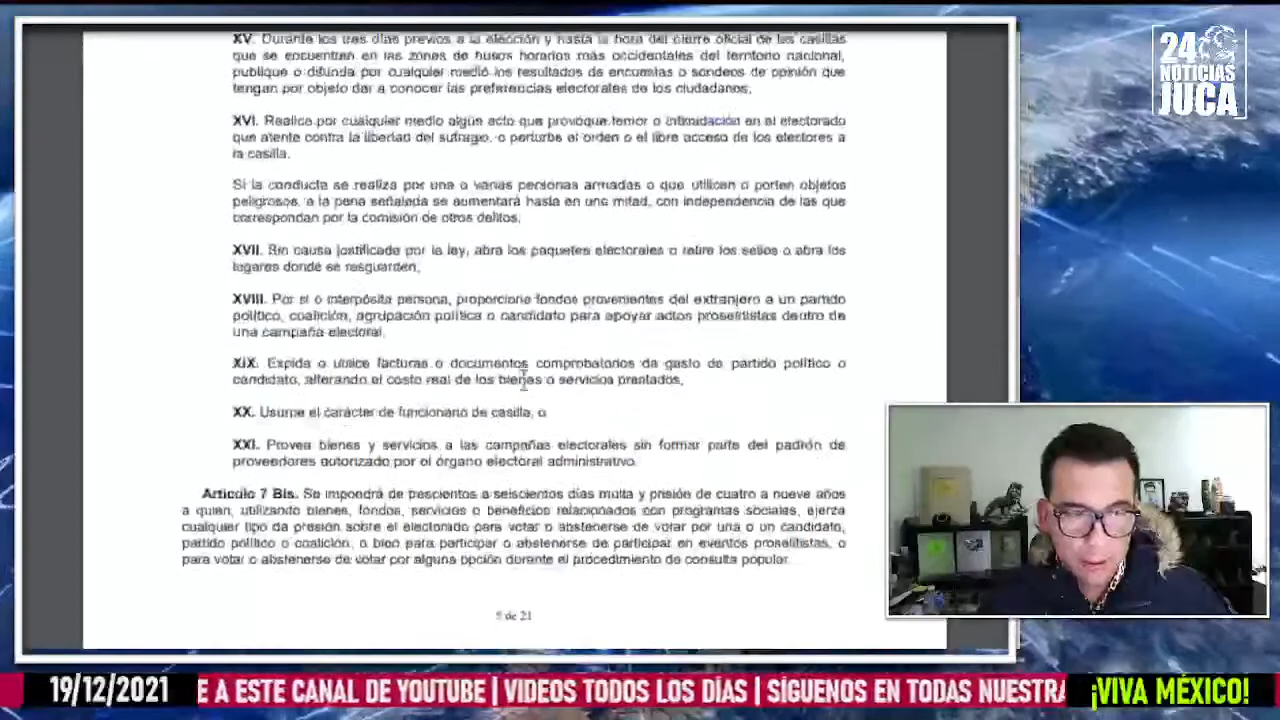 XV. Durante los tres días previos a la elección y hasta la hora del cierre oficial de las casillas
que se encuentran en las zonas de husos horarios más occidentales del territorio nacional,
publique o difunda por cualquier medio los resultados de encuestas o sondeos de opinión que
tengan por objeto dar a conocer las preferencias electorales de los ciudadanos;
XVI. Realice por cualquier medio algún acto que provoque temor o intimidación en el electorado
que atente contra la libertad del sufragio, o perturbe el orden o el libre acceso de los electores a
la casilla.
Si la conducta se realiza por una o varias personas armadas o que utilicen o porten objetos
peligrosos, a la pena señalada se aumentará hasta en una mitad, con independencia de las que
correspondan por la comisión de otros delitos;
XVII. Sin causa justificada por la ley, abra los paquetes electorales o retire los sellos o abra los
lugares donde se resguarden;
XVIII. Por sí o interpósita persona, proporcione fondos provenientes del extranjero a un partido
político, coalición, agrupación política o candidato para apoyar actos proselitistas dentro de
una campaña electoral;
XIX. Expida o utilice facturas o documentos comprobatorios de gasto de partido político o
candidato, alterando el costo real de los bienes o servicios prestados;
XX. Usurpe el carácter de funcionario de casilla, o
XXI. Provea bienes y servicios a las campañas electorales sin formar parte del padrón de
proveedores autorizado por el órgano electoral administrativo.
Artículo 7 Bis. Se impondrá de trescientos a seiscientos días multa y prisión de cuatro a nueve años
a quien, utilizando bienes, fondos, servicios o beneficios relacionados con programas sociales, ejerza
cualquier tipo de presión sobre el electorado para votar o abstenerse de votar por una o un candidato,
partido político o coalición, o bien para participar o abstenerse de participar en eventos proselitistas, o
para votar o abstenerse de votar por alguna opción durante el procedimiento de consulta popular.
de 21
24
NOTICIAS
JUCA
19/12/2021
E A ESTE CANAL DE YOUTUBE | VIDEOS TODOS LOS DÍAS | SÍGUENOS EN TODAS NUESTRA
¡VIVA MÉXICO!